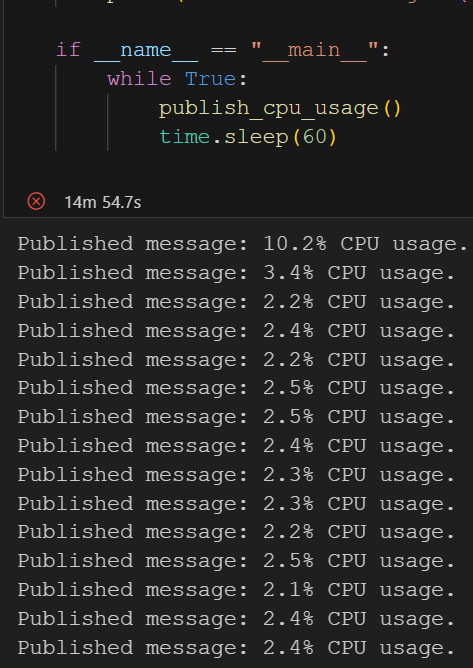 if __name__ == "__main__":
while True:
publish_cpu_usage()
time.sleep(60)
14m 54.7s
Published message: 10.2% CPU usage.
Published message: 3.4% CPU usage.
Published message: 2.2% CPU usage.
Published message: 2.4% CPU usage.
Published message: 2.2% CPU usage.
Published message: 2.5% CPU usage.
Published message: 2.5% CPU usage.
Published message: 2.4% CPU usage.
Published message: 2.3% CPU usage.
Published message: 2.3% CPU usage.
Published message: 2.2% CPU usage.
Published message: 2.5% CPU usage.
Published message: 2.1% CPU usage.
Published message: 2.4% CPU usage.
Published message: 2.4% CPU usage.